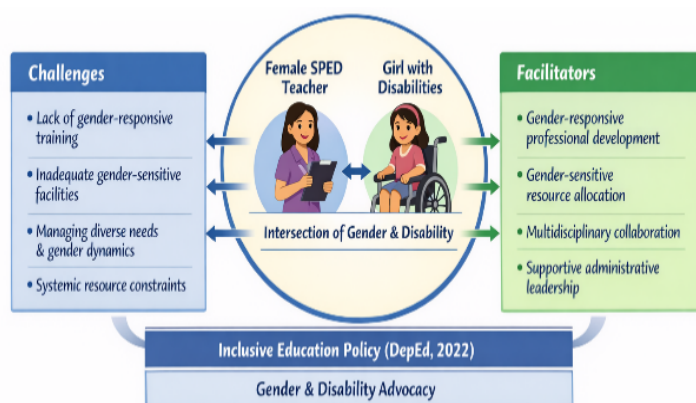 Challenges
• Lack of gender-responsive
training
• Inadequate gender-sensitive
facilities
• Managing diverse needs
& gender dynamics
• Systemic resource constraints
Female SPED
Teacher
Girl with
Disabilities
Intersection of Gender & Disability
Facilitators
• Gender-responsive
professional development
• Gender-sensitive
resource allocation
• Multidisciplinary collaboration
• Supportive administrative
leadership
Inclusive Education Policy (DepEd, 2022)
Gender & Disability Advocacy